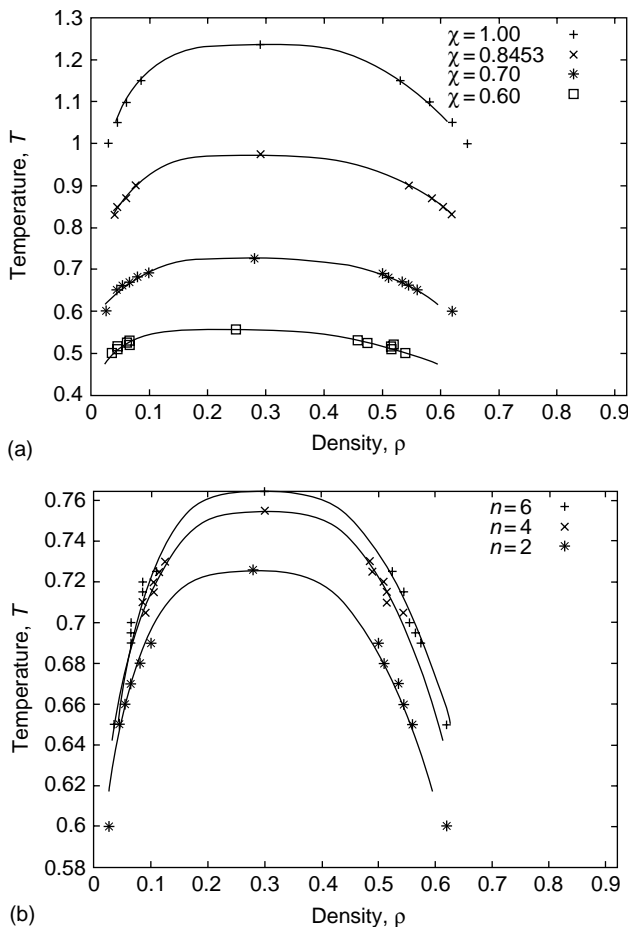 1.3
1.2
1.1
1
0.9
0.8
0.7
0.6
0.5
0.4
Temperature, T
χ=1.00
χ=0.8453
χ=0.70
χ=0.60
0 0.1 0.2 0.3 0.4 0.5 0.6 0.7 0.8 0.9
(a)
Density, ρ
0.76
0.74
0.72
0.7
0.68
0.66
0.64
0.62
0.6
0.58
Temperature, T
n=6
n=4
n=2
0 0.1 0.2 0.3 0.4 0.5 0.6 0.7 0.8 0.9
(b)
Density, ρ